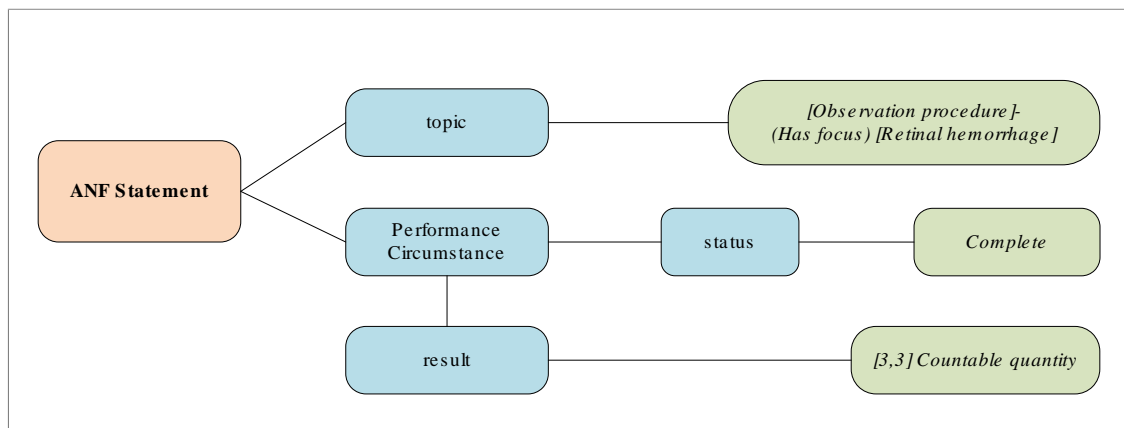 topic
[Observation procedure]-
(Has focus) [Retinal hemorrhage]
ANF Statement
Performance
Circumstance
status
Complete
result
[3,3] Countable quantity